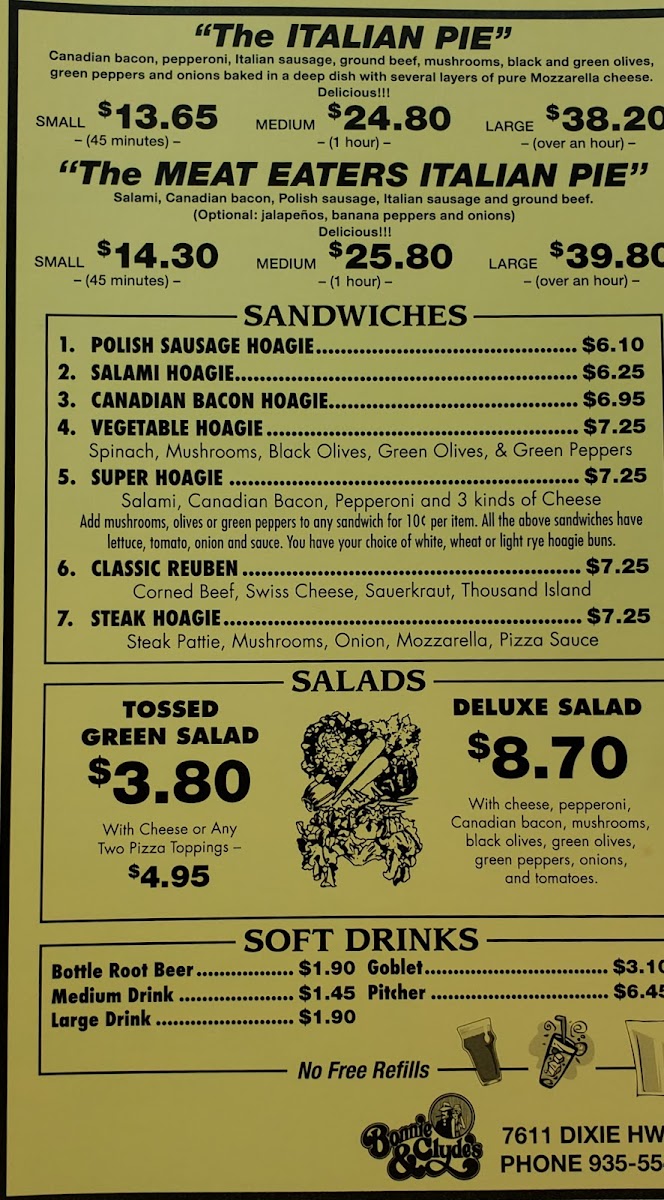 "The ITALIAN PIE"
Canadian bacon, pepperoni, Italian sausage, ground beef, mushrooms, black and green olives,
green peppers and onions baked in a deep dish with several layers of pure Mozzarella cheese.
Delicious!!!
SMALL $13.65 MEDIUM $24.80 LARGE $38.20
– (45 minutes) – – (1 hour) – – (over an hour) –
"The MEAT EATERS ITALIAN PIE"
Salami, Canadian bacon, Polish sausage, Italian sausage and ground beef.
(Optional: jalapeños, banana peppers and onions)
Delicious!!!
SMALL $14.30 MEDIUM $25.80 LARGE $39.80
– (45 minutes) – – (1 hour) – – (over an hour) –
SANDWICHES
1. POLISH SAUSAGE HOAGIE........................................ $6.10
2. SALAMI HOAGIE..................................................... $6.25
3. CANADIAN BACON HOAGIE...................................... $6.95
4. VEGETABLE HOAGIE................................................ $7.25
Spinach, Mushrooms, Black Olives, Green Olives, & Green Peppers
5. SUPER HOAGIE ...................................................... $7.25
Salami, Canadian Bacon, Pepperoni and 3 kinds of Cheese
Add mushrooms, olives or green peppers to any sandwich for 10¢ per item. All the above sandwiches have
lettuce, tomato, onion and sauce. You have your choice of white, wheat or light rye hoagie buns.
6. CLASSIC REUBEN .................................................... $7.25
Corned Beef, Swiss Cheese, Sauerkraut, Thousand Island
7. STEAK HOAGIE....................................................... $7.25
Steak Pattie, Mushrooms, Onion, Mozzarella, Pizza Sauce
SALADS
TOSSED
GREEN SALAD
$3.80
With Cheese or Any
Two Pizza Toppings –
$4.95
DELUXE SALAD
$8.70
With cheese, pepperoni,
Canadian bacon, mushrooms,
black olives, green olives,
green peppers, onions,
and tomatoes.
SOFT DRINKS
Bottle Root Beer................ $1.90 Goblet.............................. $3.10
Medium Drink ................... $1.45 Pitcher ............................. $6.45
Large Drink ....................... $1.90
No Free Refills
Bonnie
& Clyde's
7611 DIXIE HW
PHONE 935-55